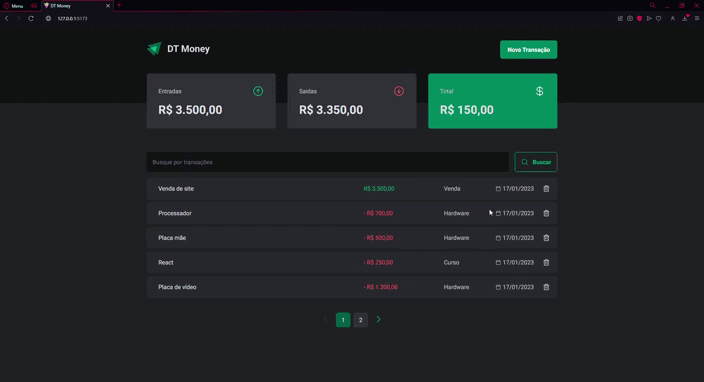 Menu
DT Money
127.0.0.1:5173
DT Money
Nova Transação
Entradas
R$ 3.500,00
Saídas
R$ 3.350,00
Total
R$ 150,00
Busque por transações
Buscar
Venda de site R$ 3.500,00 Venda 17/01/2023
Processador - R$ 700,00 Hardware 17/01/2023
Placa mãe - R$ 500,00 Hardware 17/01/2023
React - R$ 250,00 Curso 17/01/2023
Placa de vídeo - R$ 1.200,00 Hardware 17/01/2023
1 2